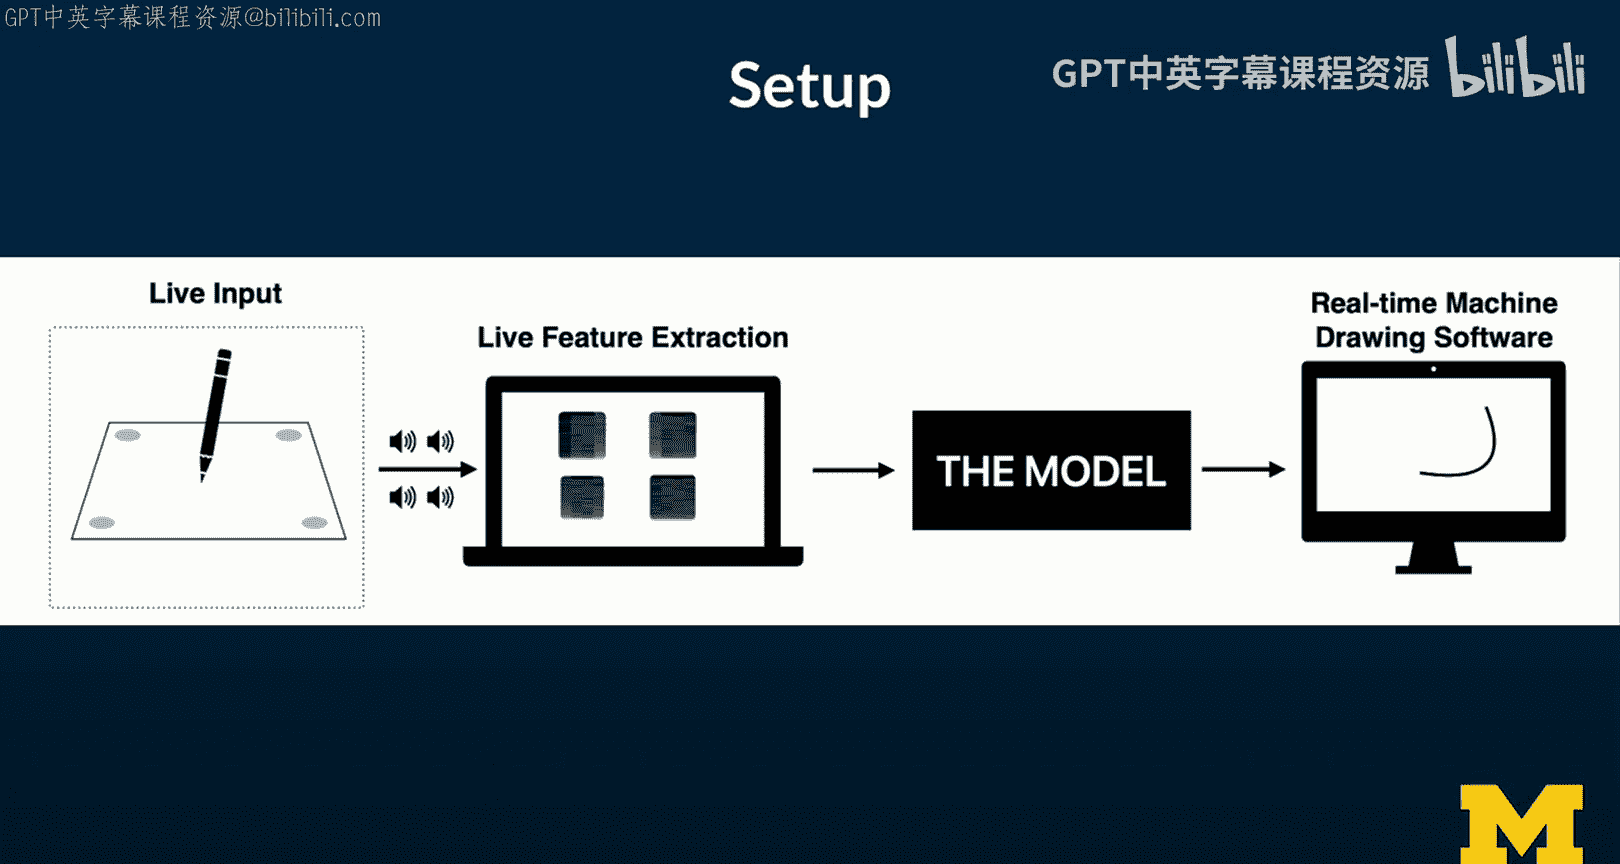 GPT中英字幕课程资源@bilibili.com
GPT中英字幕课程资源 bilibili
Setup
Live Input
Live Feature Extraction
THE MODEL
Real-time Machine
Drawing Software
M